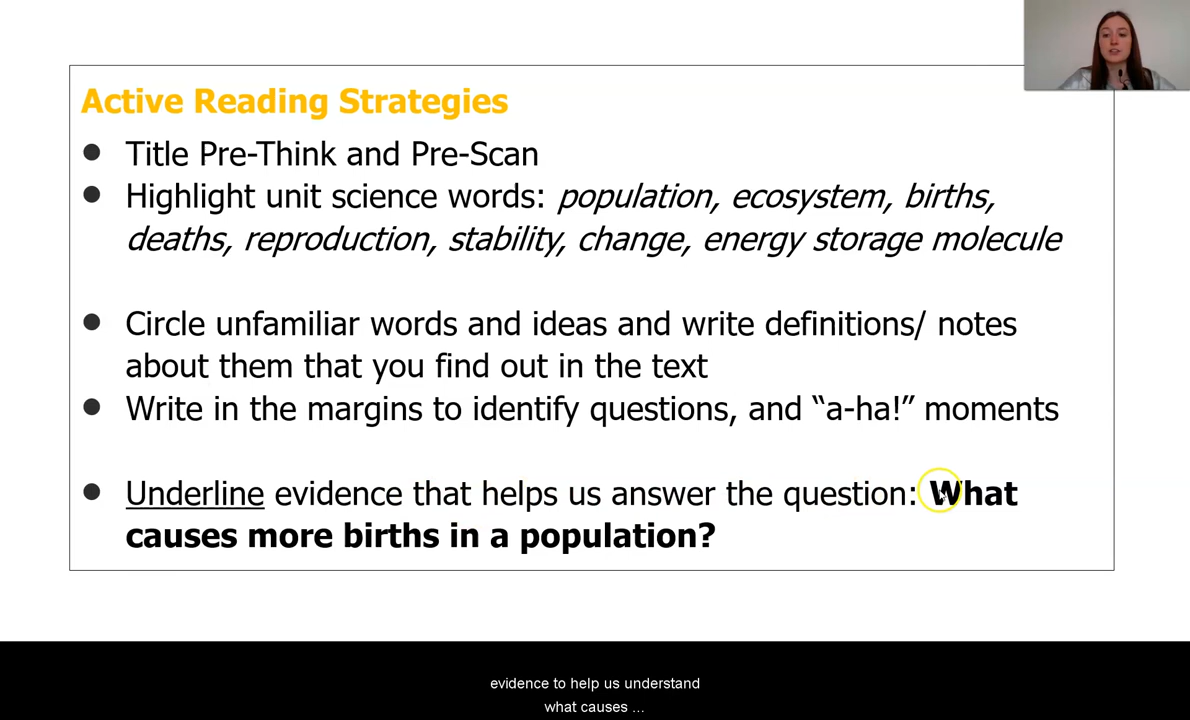 Active Reading Strategies
● Title Pre-Think and Pre-Scan
● Highlight unit science words: population, ecosystem, births,
deaths, reproduction, stability, change, energy storage molecule
● Circle unfamiliar words and ideas and write definitions/ notes
about them that you find out in the text
● Write in the margins to identify questions, and “a-ha!” moments
● Underline evidence that helps us answer the question: What
causes more births in a population?
evidence to help us understand
what causes ...